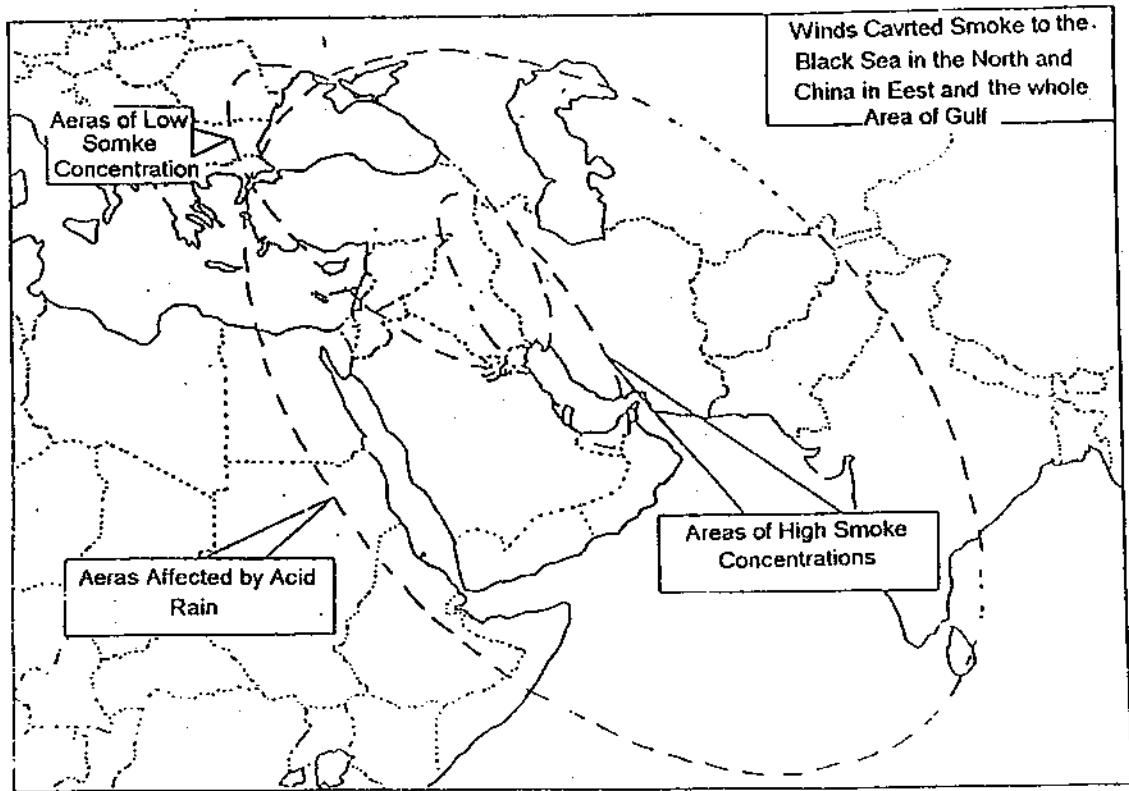 Winds Cavrted Smoke to the.
Black Sea in the North and
China in Eest and the whole
Area of Gulf
Aeras of Low
Somke
Concentration
Areas of High Smoke
Concentrations
Aeras Affected by Acid
Rain